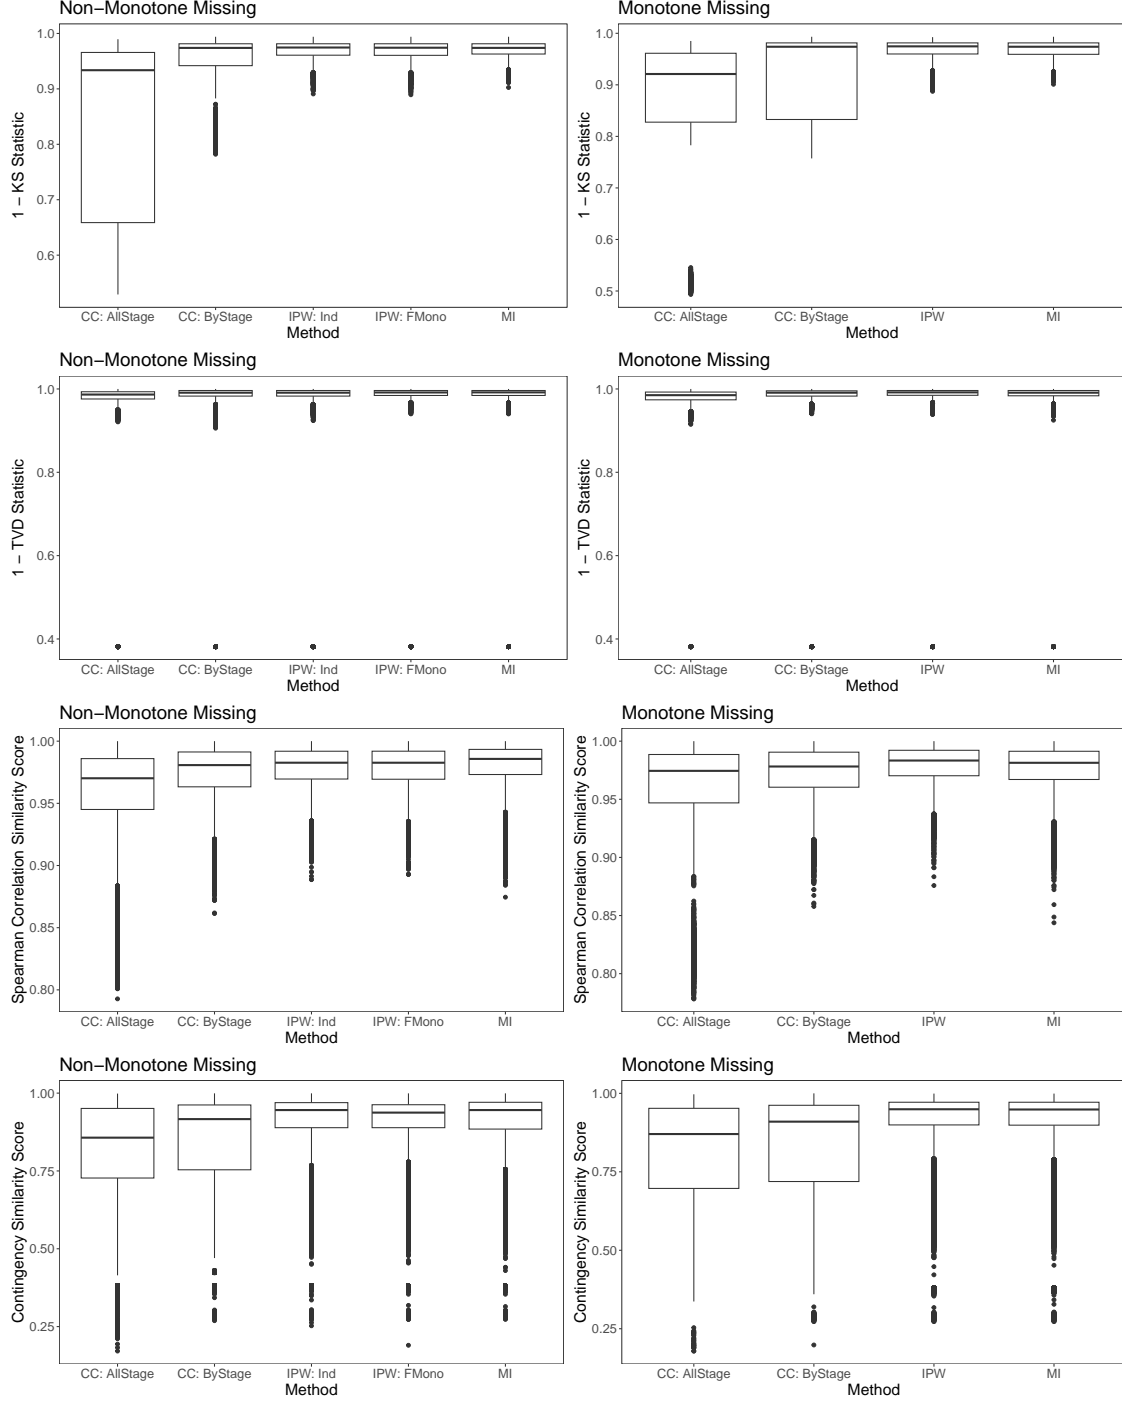 Non−Monotone Missing
1 − KS Statistic
1.0
0.9
0.8
0.7
0.6
CC: AllStage CC: ByStage IPW: Ind IPW: FMono MI
Method
Monotone Missing
1 − KS Statistic
1.0
0.9
0.8
0.7
0.6
0.5
CC: AllStage CC: ByStage IPW MI
Method
Non−Monotone Missing
1 − TVD Statistic
1.0
0.8
0.6
0.4
CC: AllStage CC: ByStage IPW: Ind IPW: FMono MI
Method
Monotone Missing
1 − TVD Statistic
1.0
0.8
0.6
0.4
CC: AllStage CC: ByStage IPW MI
Method
Non−Monotone Missing
Spearman Correlation Similarity Score
1.00
0.95
0.90
0.85
0.80
CC: AllStage CC: ByStage IPW: Ind IPW: FMono MI
Method
Monotone Missing
Spearman Correlation Similarity Score
1.00
0.95
0.90
0.85
0.80
CC: AllStage CC: ByStage IPW MI
Method
Non−Monotone Missing
Contingency Similarity Score
1.00
0.75
0.50
0.25
CC: AllStage CC: ByStage IPW: Ind IPW: FMono MI
Method
Monotone Missing
Contingency Similarity Score
1.00
0.75
0.50
0.25
CC: AllStage CC: ByStage IPW MI
Method